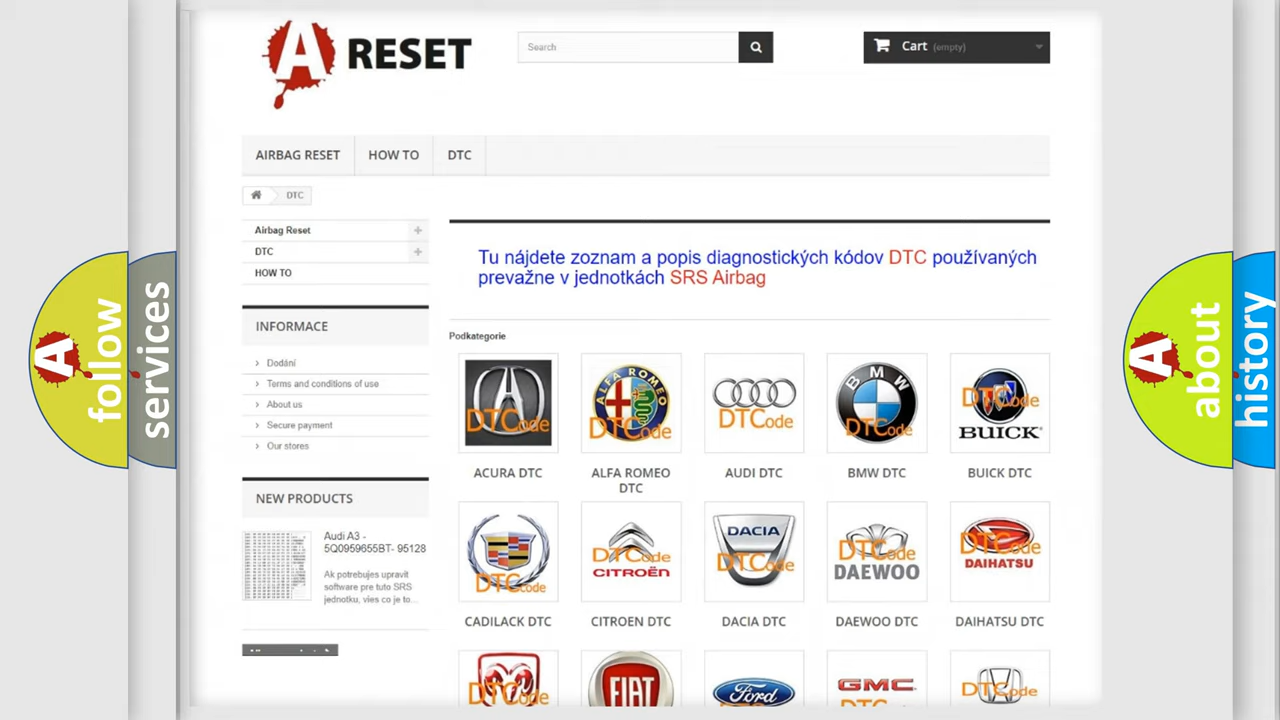 A RESET
Search
Cart (empty)
AIRBAG RESET
HOW TO
DTC
DTC
Airbag Reset
DTC
HOW TO
Tu nájdete zoznam a popis diagnostických kódov DTC používaných
prevažne v jednotkách SRS Airbag
INFORMACE
Dodání
Terms and conditions of use
About us
Secure payment
Our stores
NEW PRODUCTS
Audi A3 -
5Q0959655BT- 95128
Ak potrebujes upravit
software pre tuto SRS
jednotku, vies co je to...
Podkategorie
DTCode
ALFA ROMEO
DTCode
DTCode
BMW
DTCode
DTCode
BUICK
ACURA DTC
ALFA ROMEO
DTC
AUDI DTC
BMW DTC
BUICK DTC
DTCode
DTCode
CITROËN
DACIA
DTCode
DTCode
DAEWOO
DTCode
DAIHATSU
CADILACK DTC
CITROEN DTC
DACIA DTC
DAEWOO DTC
DAIHATSU DTC
DTCode
FIAT
Ford
GMC
DTCode
A follow
services
A about
history